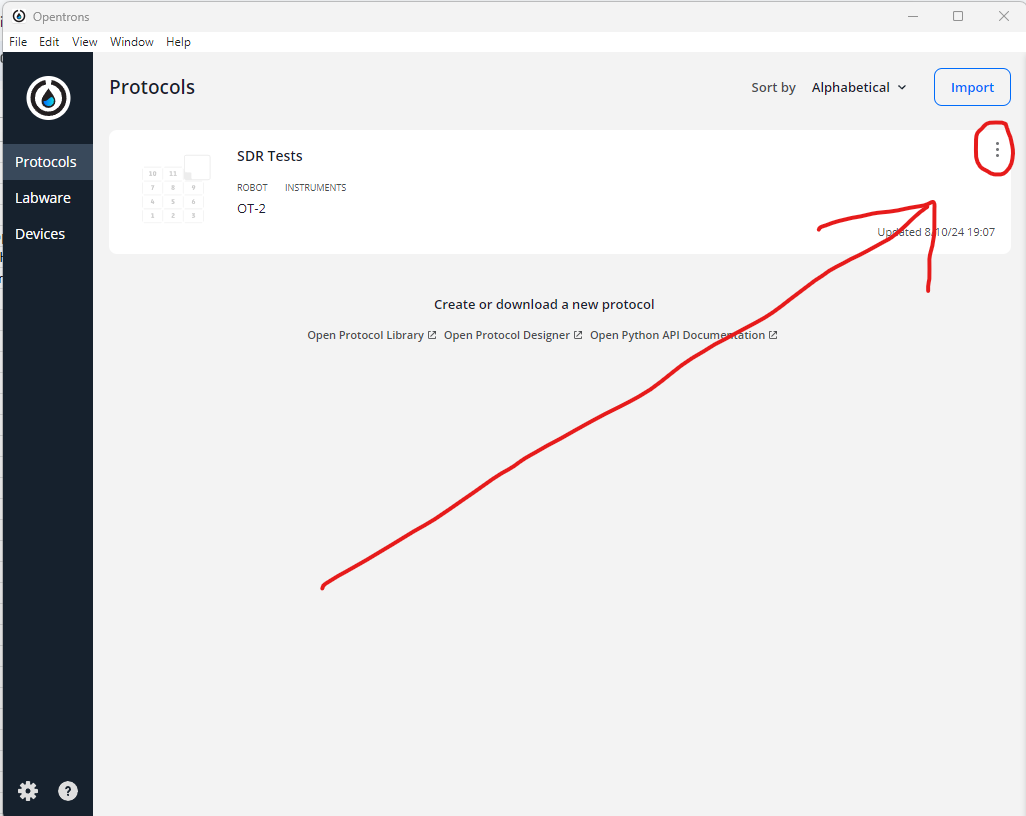 Opentrons
File Edit View Window Help
Protocols
Sort by Alphabetical
Import
Protocols
Labware
Devices
SDR Tests
10 11
7 8 9
4 5 6
1 2 3
ROBOT INSTRUMENTS
OT-2
Updated 8/10/24 19:07
Create or download a new protocol
Open Protocol Library Open Protocol Designer Open Python API Documentation
?